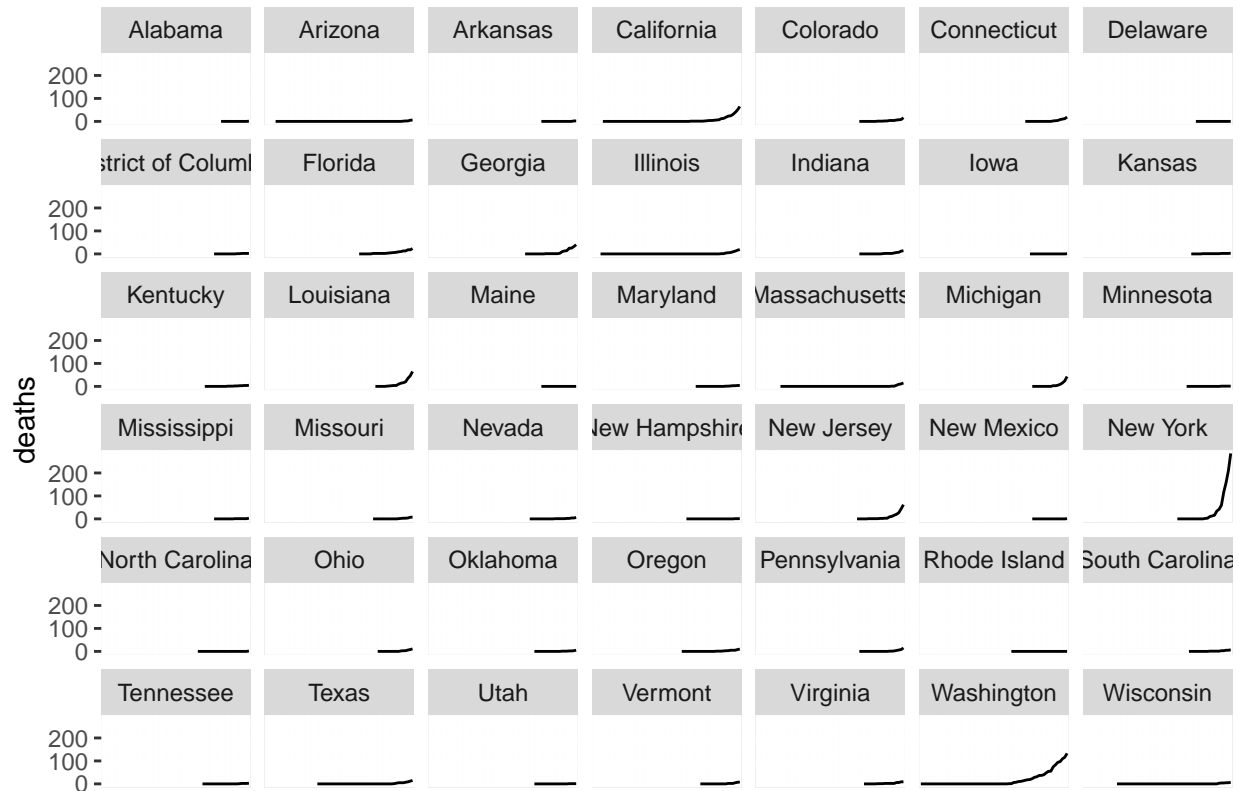 Alabama Arizona Arkansas California Colorado Connecticut Delaware
200
100
0
strict of Columb Florida Georgia Illinois Indiana Iowa Kansas
200
100
0
Kentucky Louisiana Maine Maryland Massachusetts Michigan Minnesota
200
100
0
deaths
Mississippi Missouri Nevada New Hampshire New Jersey New Mexico New York
200
100
0
North Carolina Ohio Oklahoma Oregon Pennsylvania Rhode Island South Carolina
200
100
0
Tennessee Texas Utah Vermont Virginia Washington Wisconsin
200
100
0